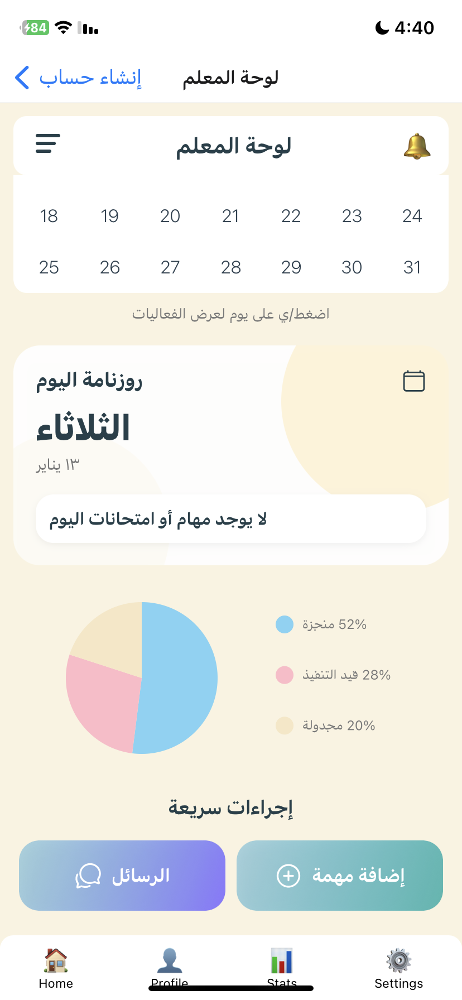 84
4:40
إنشاء حساب
لوحة المعلم
لوحة المعلم
18 19 20 21 22 23 24
25 26 27 28 29 30 31
اضغط/ي على يوم لعرض الفعاليات
روزنامة اليوم
الثلاثاء
١٣ يناير
لا يوجد مهام أو امتحانات اليوم
52% منجزة
28% قيد التنفيذ
20% مجدولة
إجراءات سريعة
إضافة مهمة
الرسائل
Home Profile Stats Settings